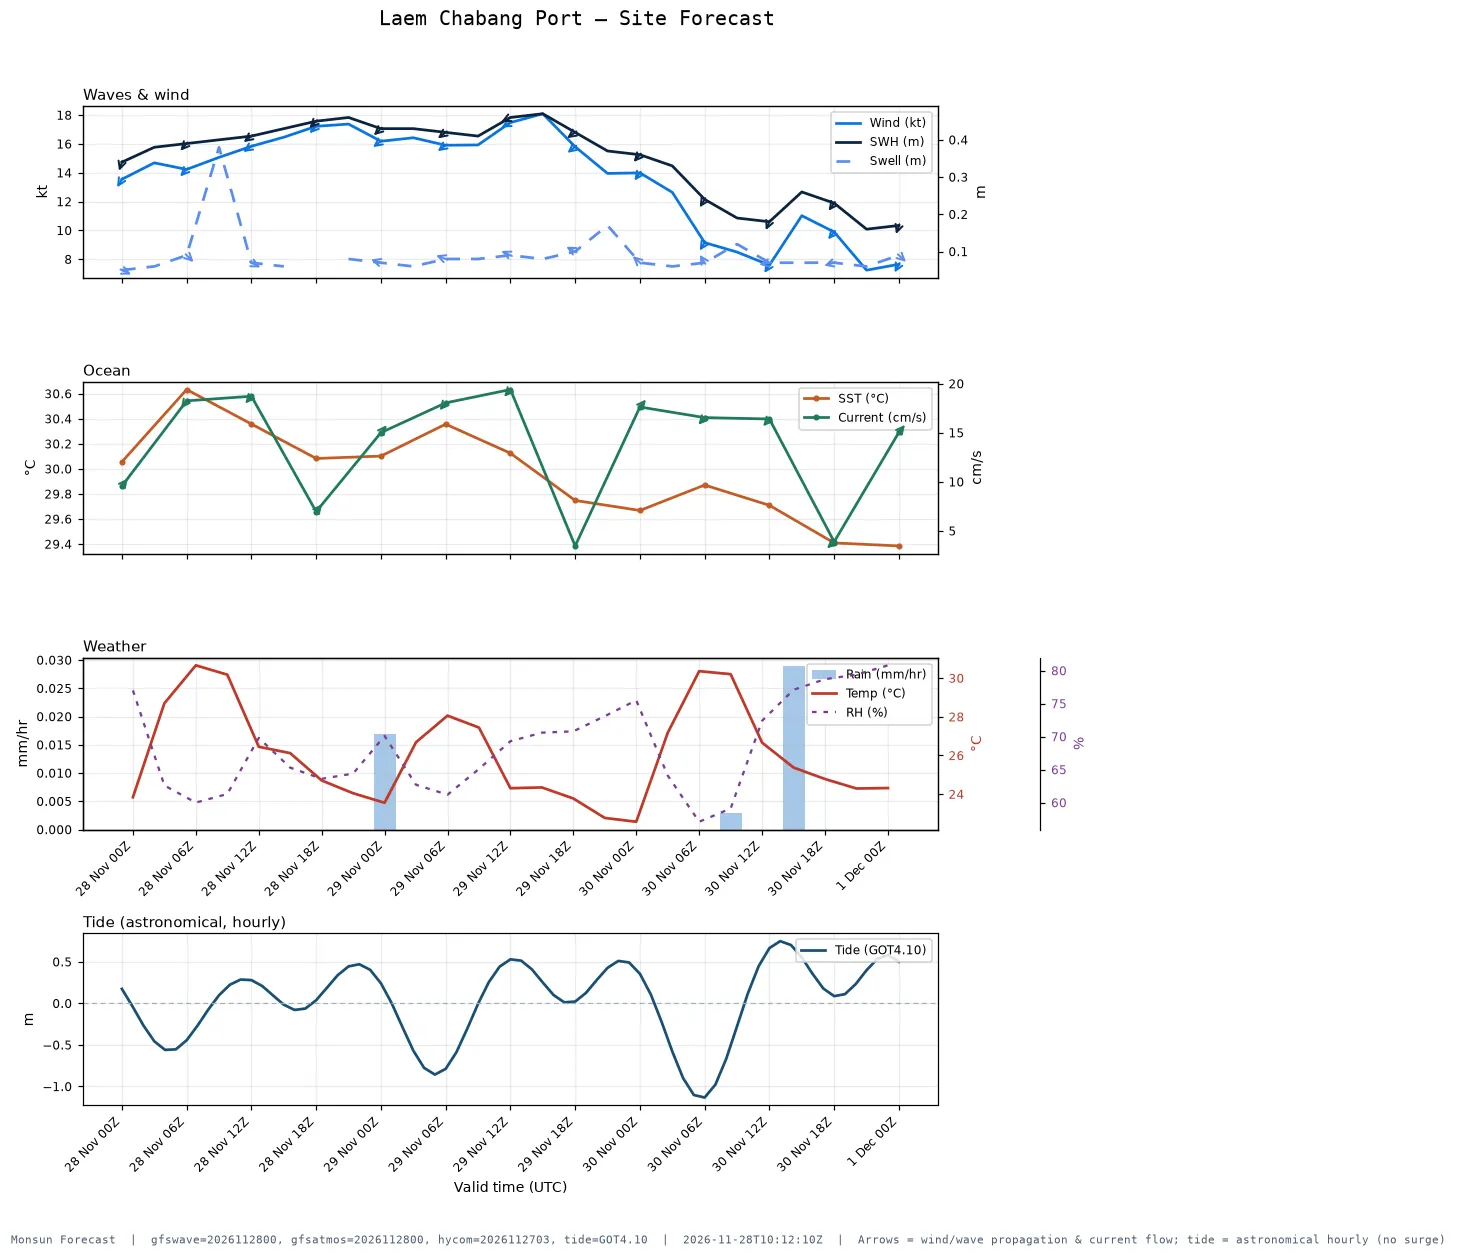 Laem Chabang Port — Site Forecast
Waves & wind
18
16
14
12
10
8
kt
0.4
0.3
0.2
0.1
m
Wind (kt)
SWH (m)
Swell (m)
Ocean
30.6
30.4
30.2
30.0
29.8
29.6
29.4
°C
20
15
10
5
cm/s
SST (°C)
Current (cm/s)
Weather
0.030
0.025
0.020
0.015
0.010
0.005
0.000
mm/hr
30
28
26
24
°C
80
75
70
65
60
%
Rain (mm/hr)
Temp (°C)
RH (%)
28 Nov 00Z
28 Nov 06Z
28 Nov 12Z
28 Nov 18Z
29 Nov 00Z
29 Nov 06Z
29 Nov 12Z
29 Nov 18Z
30 Nov 00Z
30 Nov 06Z
30 Nov 12Z
30 Nov 18Z
1 Dec 00Z
Tide (astronomical, hourly)
0.5
0.0
−0.5
−1.0
m
Tide (GOT4.10)
28 Nov 00Z
28 Nov 06Z
28 Nov 12Z
28 Nov 18Z
29 Nov 00Z
29 Nov 06Z
29 Nov 12Z
29 Nov 18Z
30 Nov 00Z
30 Nov 06Z
30 Nov 12Z
30 Nov 18Z
1 Dec 00Z
Valid time (UTC)
Monsun Forecast | gfswave=2026112800, gfsatmos=2026112800, hycom=2026112703, tide=GOT4.10 | 2026-11-28T10:12:10Z | Arrows = wind/wave propagation & current flow; tide = astronomical hourly (no surge)